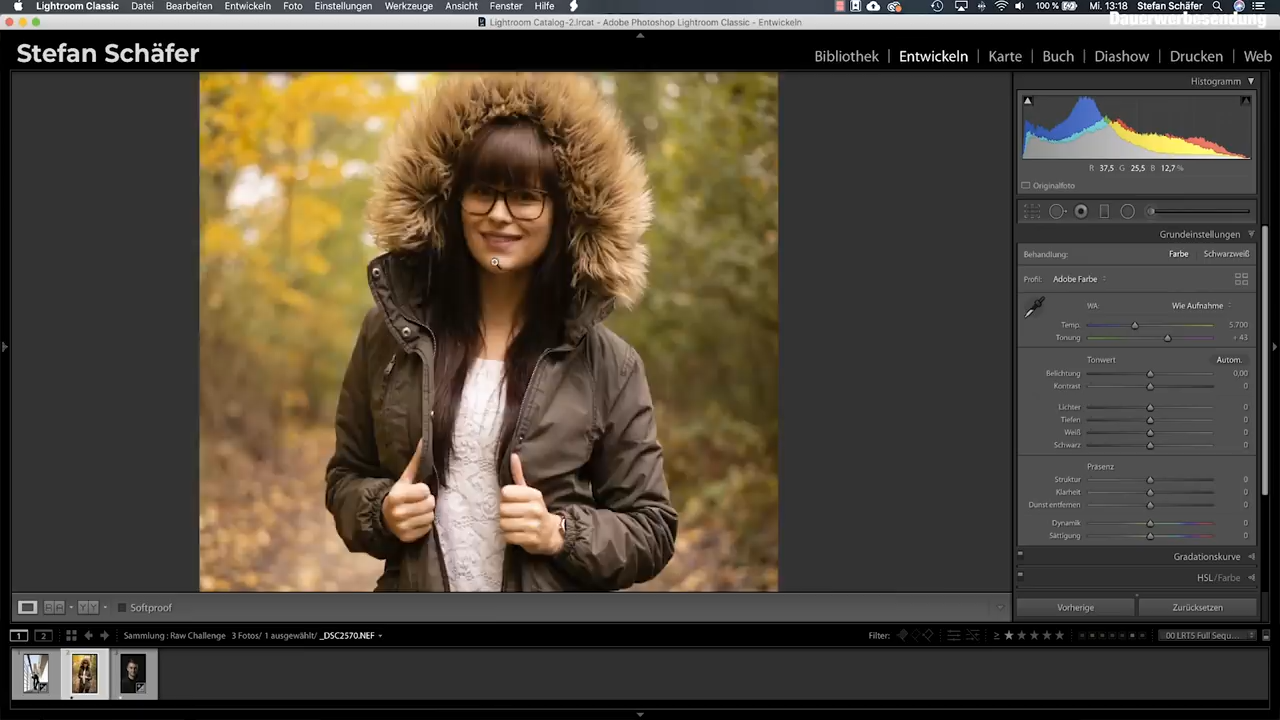 Lightroom Classic Datei Bearbeiten Entwickeln Foto Einstellungen Werkzeuge Ansicht Fenster Hilfe 100 % Mi. 13:18 Stefan Schäfer
Lightroom Catalog-2.lrcat - Adobe Photoshop Lightroom Classic - Entwickeln
Dauerwerbesendung
Stefan Schäfer
Bibliothek | Entwickeln | Karte | Buch | Diashow | Drucken | Web
Histogramm
R 37,5 G 25,5 B 12,7 %
Originalfoto
Grundeinstellungen
Behandlung: Farbe Schwarzweiß
Profil: Adobe Farbe
WA: Wie Aufnahme
Temp. 5.700
Tonung + 43
Tonwert Autom.
Belichtung 0,00
Kontrast 0
Lichter 0
Tiefen 0
Weiß 0
Schwarz 0
Präsenz
Struktur 0
Klarheit 0
Dunst entfernen 0
Dynamik 0
Sättigung 0
Gradationskurve
HSL/Farbe
Softproof
Vorherige Zurücksetzen
1 2 Sammlung : Raw Challenge 3 Fotos/ 1 ausgewählt/ _DSC2570.NEF Filter: ≥ 00 LRT5 Full Sequ...